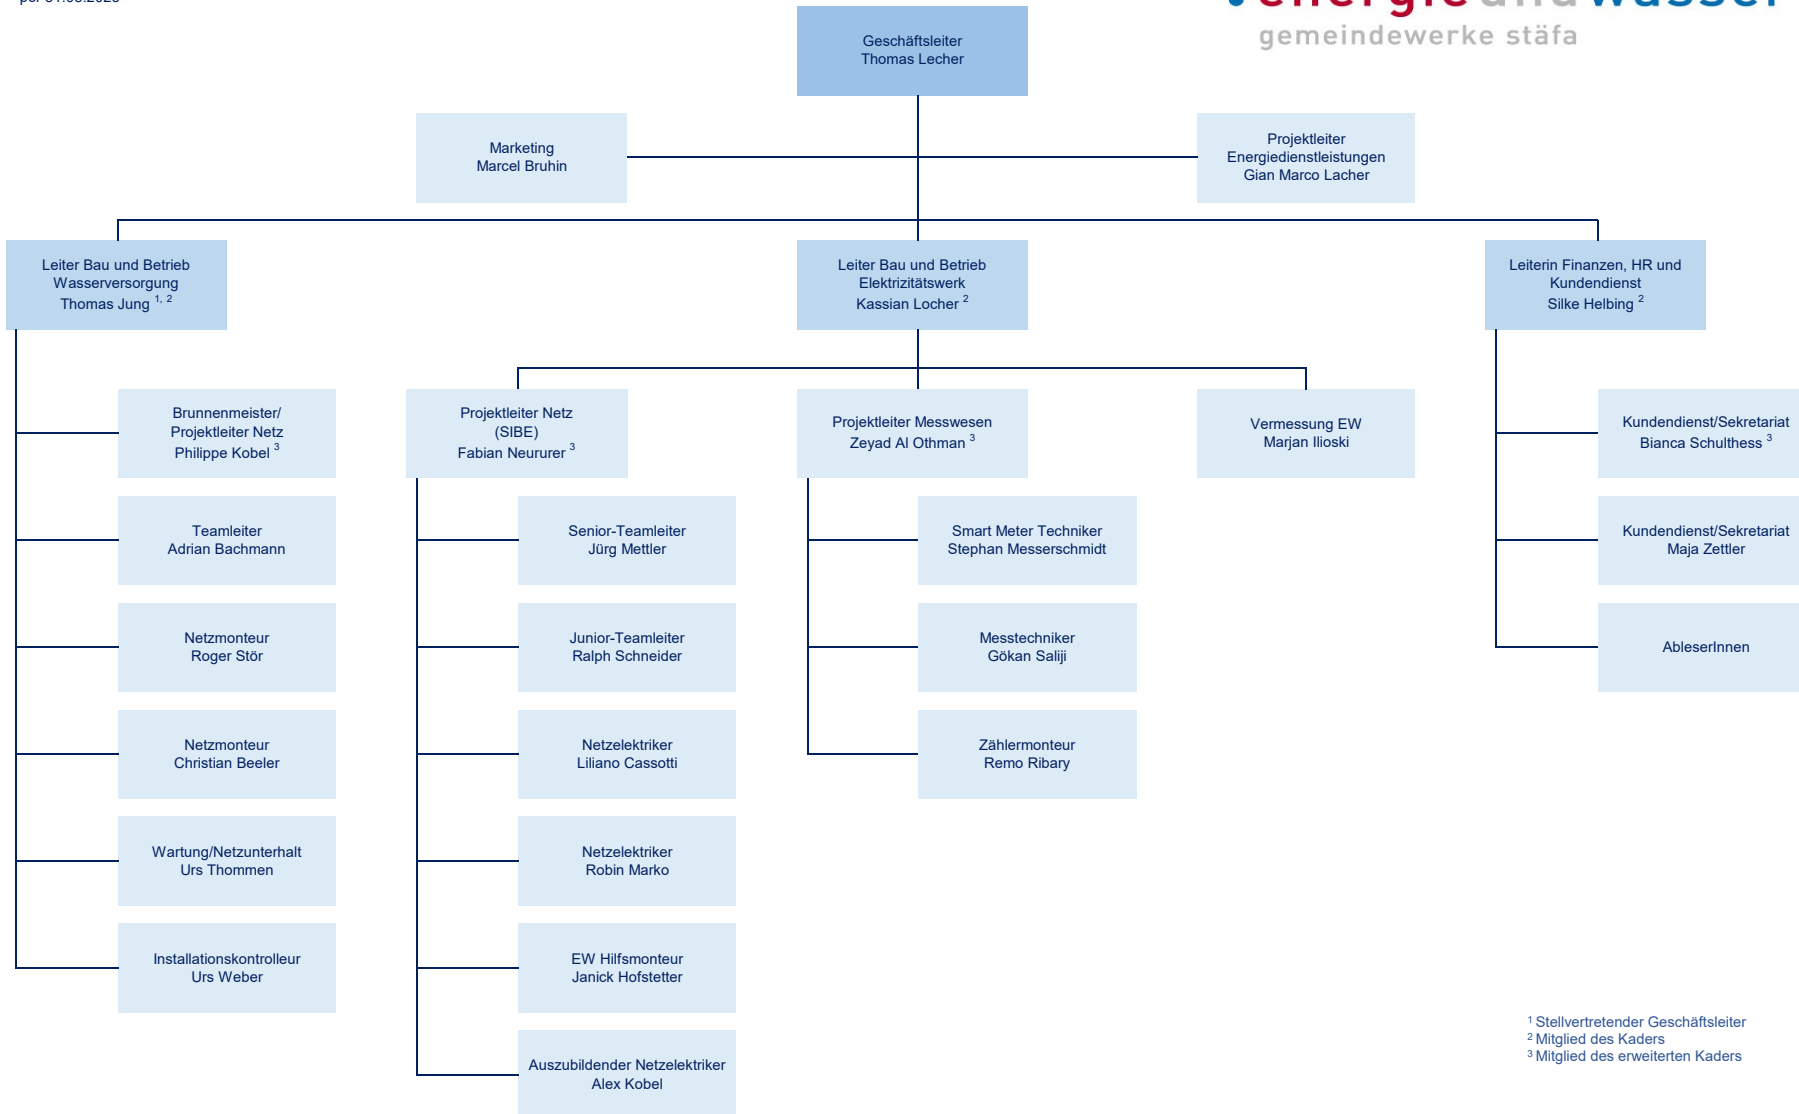 Geschäftsleiter
Thomas Lecher
gemeindewerke stäfa
Marketing
Marcel Bruhin
Projektleiter
Energiedienstleistungen
Gian Marco Lacher
Leiter Bau und Betrieb
Wasserversorgung
Thomas Jung 1, 2
Leiter Bau und Betrieb
Elektrizitätswerk
Kassian Locher 2
Leiterin Finanzen, HR und
Kundendienst
Silke Helbing 2
Brunnenmeister/
Projektleiter Netz
Philippe Kobel 3
Projektleiter Netz
(SIBE)
Fabian Neururer 3
Projektleiter Messwesen
Zeyad Al Othman 3
Vermessung EW
Marjan Ilioski
Kundendienst/Sekretariat
Bianca Schulthess 3
Teamleiter
Adrian Bachmann
Senior-Teamleiter
Jürg Mettler
Smart Meter Techniker
Stephan Messerschmidt
Kundendienst/Sekretariat
Maja Zettler
Netzmonteur
Roger Stör
Junior-Teamleiter
Ralph Schneider
Messtechniker
Gökan Saliji
AbleserInnen
Netzmonteur
Christian Beeler
Netzelektriker
Liliano Cassotti
Zählermonteur
Remo Ribary
Wartung/Netzunterhalt
Urs Thommen
Netzelektriker
Robin Marko
Installationskontrolleur
Urs Weber
EW Hilfsmonteur
Janick Hofstetter
Auszubildender Netzelektriker
Alex Kobel
1 Stellvertretender Geschäftsleiter
2 Mitglied des Kaders
3 Mitglied des erweiterten Kaders